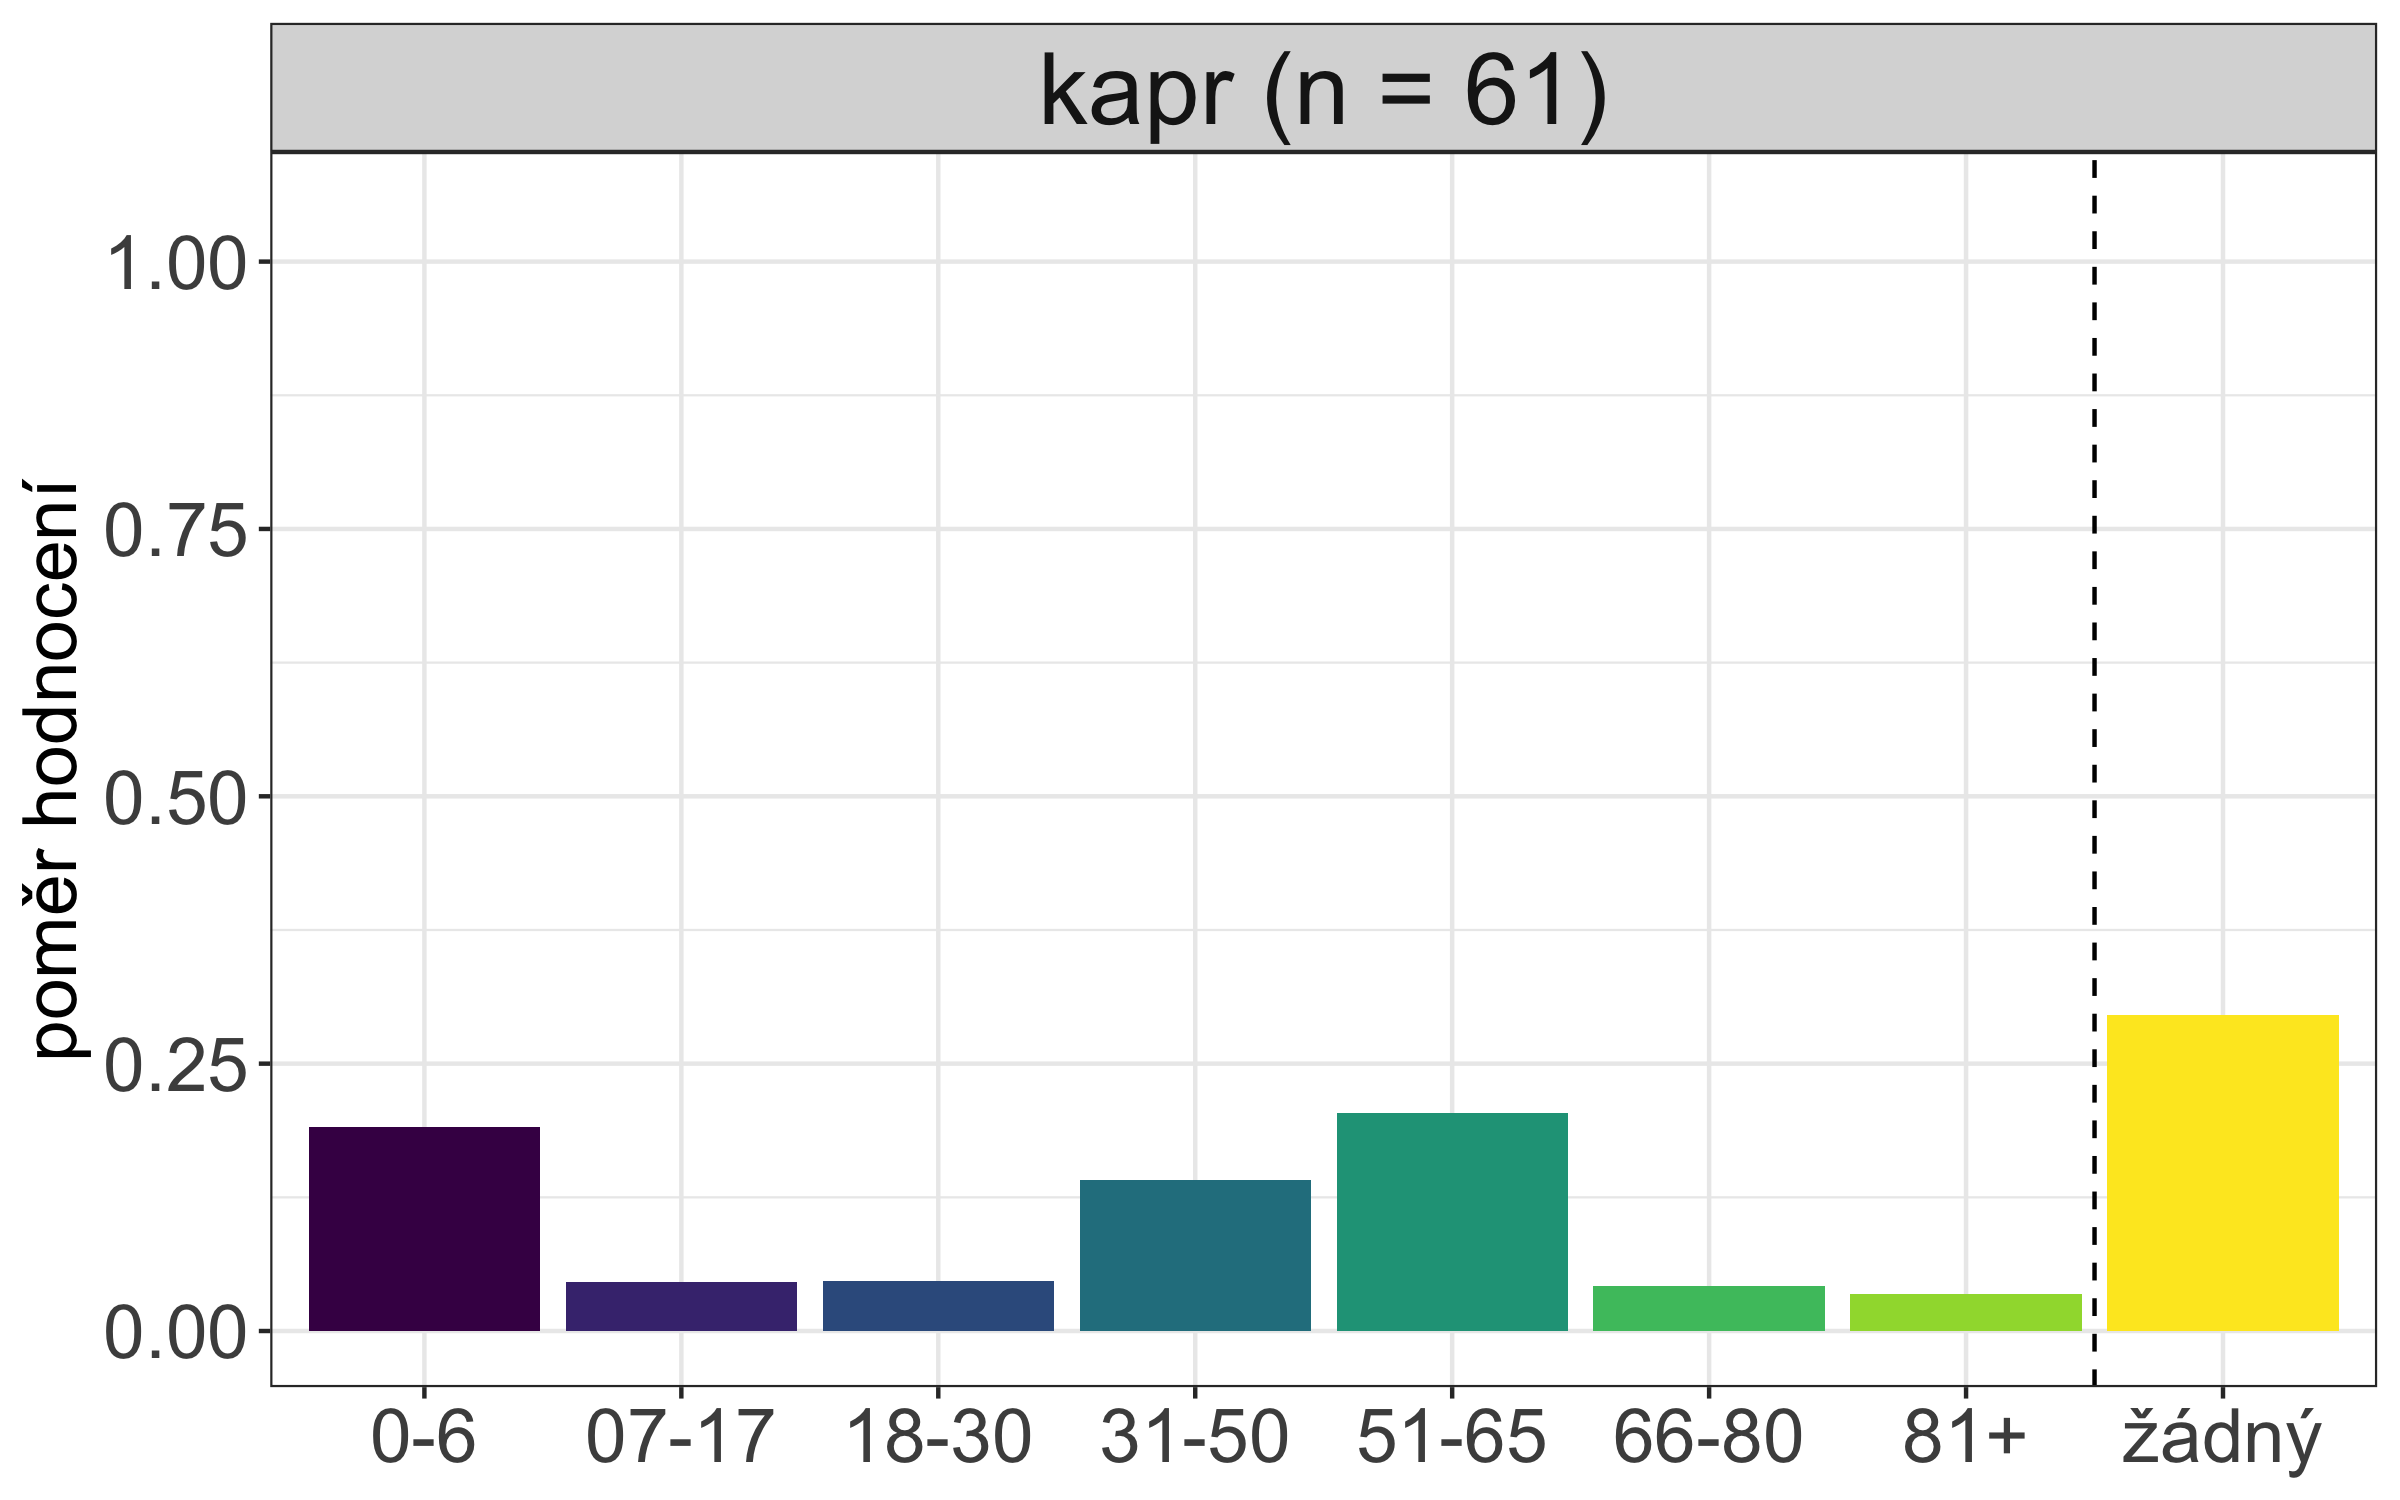 kapr (n = 61)
poměr hodnocení
1.00
0.75
0.50
0.25
0.00
0-6 07-17 18-30 31-50 51-65 66-80 81+ žádný